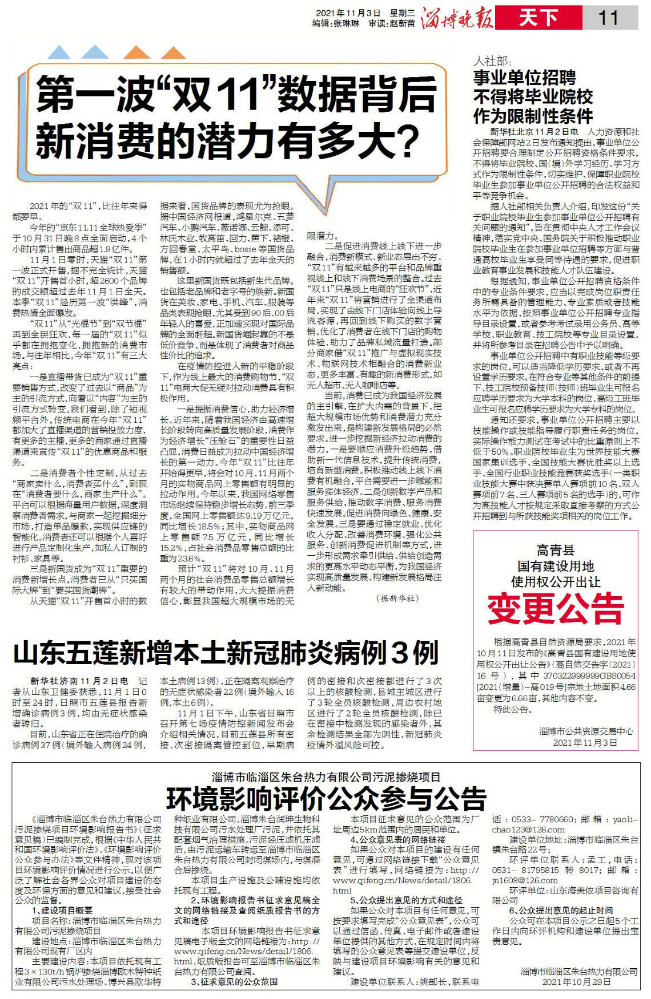 2021年11月3日　星期三
编辑:张琳琳　审读:赵新苗
淄博晚报
天下
11
第一波“双11”数据背后
新消费的潜力有多大?
2021年的“双11”,比往年来得
都要早。
今年的“京东11.11全球热爱季”
于10月31日晚8点全面启动,4个
小时内累计售出商品超1.9亿件。
11月1日零时,天猫“双11”第
一波正式开售,据不完全统计,天猫
“双11”开售首小时,超2600个品牌
的成交额超过去年11月1日全天。
本季“双11”经历第一波“洪峰”,消
费热情全面爆发。
“双11”从“光棍节”到“双节棍”
再到全民狂欢,每一届的“双11”似
乎都在拥抱变化,拥抱新的消费市
场。与往年相比,今年“双11”有三大
亮点:
一是直播带货已成为“双11”重
要销售方式,改变了过去以“商品”为
主的引流方式,向着以“内容”为主的
引流方式转变。我们看到,除了短视
频平台外,传统电商在今年“双11”
都加大了直播渠道的营销投放力度,
有更多的主播,更多的商家通过直播
渠道来宣传“双11”的优惠商品和服
务。
二是消费者个性定制,从过去
“商家卖什么,消费者买什么”,到现
在“消费者要什么,商家生产什么”。
平台可以根据海量用户数据,深度洞
察消费者需求,与商家一起挖掘细分
市场,打造单品爆款,实现供应链的
智能化。消费者还可以根据个人喜好
进行产品定制化生产,如私人订制的
衬衫、家具等。
三是新国货成为“双11”重要的
消费新增长点,消费者已从“只买国
际大牌”到“要买国货潮牌”。
从天猫“双11”开售首小时的数
据来看,国货品牌的表现尤为抢眼。
据中国经济网报道,鸿星尔克、五菱
汽车、小鹏汽车、薇诺娜、云鲸、添可、
林氏木业、牧高笛、回力、蕉下、褚橙、
方回春堂、太平鸟、bosie等国货品
牌,在1小时内就超过了去年全天的
销售额。
这里新国货既包括新生代品牌,
也包括老品牌和老字号的焕新。新国
货在美妆、家电、手机、汽车、服装等
品类表现抢眼,尤其受到90后、00后
年轻人的喜爱,正加速实现对国际品
牌的全面赶超。新国货崛起靠的不是
低价竞争,而是体现了消费者对商品
性价比的追求。
在疫情防控进入新的平稳阶段
下,作为线上最大的消费购物节,“双
11”电商大促无疑对拉动消费具有积
极作用。
一是提振消费信心,助力经济增
长。近年来,随着我国经济由高速增
长阶段转向高质量发展阶段,消费作
为经济增长“压舱石”的重要性日益
凸显,消费日益成为拉动中国经济增
长的第一动力。今年“双11”比往年
开始得更早,将会对10月、11月两个
月的实物商品网上零售额有明显的
拉动作用。今年以来,我国网络零售
市场继续保持稳步增长态势。前三季
度,全国网上零售额达9.19万亿元,
同比增长18.5%;其中,实物商品网
上零售额7.5万亿元,同比增长
15.2%,占社会消费品零售总额的比
重为23.6%。
预计“双11”将对10月、11月
两个月的社会消费品零售总额增长
有较大的带动作用,大大提振消费
信心,彰显我国超大规模市场的无
限潜力。
二是促进消费线上线下进一步
融合,消费新模式、新业态层出不穷。
“双11”有越来越多的平台和品牌重
视线上和线下消费场景的整合。过去
“双11”只是线上电商的“狂欢节”,近
年来“双11”将营销进行了全渠道布
局,实现了由线下门店体验向线上导
流客源,再回到线下购买的数字营
销,优化了消费者在线下门店的购物
体验,助力了品牌私域流量打造。部
分商家借“双11”推广与虚拟现实技
术、物联网技术相融合的消费新业
态,更多丰富、有趣的新消费形式,如
无人超市、无人咖啡店等。
当前,消费已成为我国经济发展
的主引擎,在扩大内需的背景下,把
超大规模市场优势和消费潜力充分
激发出来,是构建新发展格局的必然
要求。进一步挖掘新经济拉动消费的
潜力,一是要顺应消费升级趋势,借
助新一代信息技术,提升传统消费,
培育新型消费。积极推动线上线下消
费有机融合,平台需要进一步赋能和
服务实体经济。二是创新数字产品和
服务供给,推动数字消费、服务消费
快速发展。促进消费向绿色、健康、安
全发展。三是要通过稳定就业、优化
收入分配、改善消费环境、强化公共
服务、创新消费促进机制等方式,进
一步形成需求牵引供给、供给创造需
求的更高水平动态平衡,为我国经济
实现高质量发展、构建新发展格局注
入新动能。
（据新华社）
人社部:
事业单位招聘
不得将毕业院校
作为限制性条件
新华社北京11月2日电　人力资源和社
会保障部网站2日发布通知提出,事业单位公
开招聘要合理制定公开招聘资格条件要求,
不得将毕业院校、国(境)外学习经历、学习方
式作为限制性条件,切实维护、保障职业院校
毕业生参加事业单位公开招聘的合法权益和
平等竞争机会。
据人社部相关负责人介绍,印发这份“关
于职业院校毕业生参加事业单位公开招聘有
关问题的通知”,旨在贯彻中央人才工作会议
精神,落实党中央、国务院关于积极推动职业
院校毕业生在参加事业单位招聘等方面与普
通高校毕业生享受同等待遇的要求,促进职
业教育事业发展和技能人才队伍建设。
根据通知,事业单位公开招聘资格条件
中的专业条件要求,应当以完成岗位职责任
务所需具备的管理能力、专业素质或者技能
水平为依据,按照事业单位公开招聘专业指
导目录设置,或者参考考试录用公务员、高等
学校、职业教育、技工院校等专业目录设置,
并将所参考目录在招聘公告中予以明确。
事业单位公开招聘中有职业技能等级要
求的岗位,可以适当降低学历要求,或者不再
设置学历要求。在符合专业等其他条件的前提
下,技工院校预备技师(技师)班毕业生可报名
应聘学历要求为大学本科的岗位,高级工班毕
业生可报名应聘学历要求为大学专科的岗位。
通知还要求,事业单位公开招聘主要以
技能操作或技能指导履行职责任务的岗位,
实际操作能力测试在考试中的比重原则上不
低于50%。职业院校毕业生为世界技能大赛
国家集训选手、全国技能大赛优胜奖以上选
手、全国行业职业技能竞赛获奖选手(一类职
业技能大赛中获决赛单人赛项前10名、双人
赛项前7名、三人赛项前5名的选手)的,可作
为高技能人才按规定采取直接考察的方式公
开招聘到与所获技能奖项相关的岗位工作。
高青县
国有建设用地
使用权公开出让
变更公告
根据高青县自然资源局要求,2021年
10月11日发布的《高青县国有建设用地使
用权公开出让公告》(高自然交告字〔2021〕
16号),其中370322999999GB80054
[2021(增量)-高019号]宗地土地面积4.66
亩变更为6.66亩,其他内容不变。
特此公告。
淄博市公共资源交易中心
2021年11月3日
山东五莲新增本土新冠肺炎病例3例
新华社济南11月2日电　记
者从山东卫健委获悉,11月1日0
时至24时,日照市五莲县报告新
增确诊病例3例,均由无症状感染
者转归。
目前,山东省正在住院治疗的确
诊病例37例(境外输入病例24例,
本土病例13例),正在隔离观察治疗
的无症状感染者22例(境外输入16
例,本土6例)。
11月1日下午,山东省日照市
召开第七场疫情防控新闻发布会
介绍相关情况,目前五莲县所有密
接、次密接隔离管控到位,早期病
例的密接和次密接都进行了3次
以上的核酸检测,县城主城区进行
了3轮全员核酸检测,周边农村地
区进行了2轮全员核酸检测,除已
在密接中检测发现的感染者外,其
余检测结果全部为阴性,新冠肺炎
疫情外溢风险可控。
淄博市临淄区朱台热力有限公司污泥掺烧项目
环境影响评价公众参与公告
《淄博市临淄区朱台热力有限公司
污泥掺烧项目环境影响报告书》(征求
意见稿)已编制完成,根据《中华人民共
和国环境影响评价法》、《环境影响评价
公众参与办法》等文件精神,现对该项
目环境影响评价情况进行公示,以便广
泛了解社会各界公众对项目建设的态
度及环保方面的意见和建议,接受社会
公众的监督。
1、建设项目概要
项目名称:淄博市临淄区朱台热力
有限公司污泥掺烧项目
建设地点:淄博市临淄区朱台热力
有限公司现有厂区内
主要建设内容:本项目依托现有工
程3×130t/h锅炉掺烧淄博欧木特种纸
业有限公司污水处理场、博兴县欧华特
种纸业有限公司、淄博朱台润坤生物科
技有限公司污水处理厂污泥,并依托其
配套烟气治理措施。污泥经压滤机压滤
后,由污泥运输车转运至淄博市临淄区
朱台热力有限公司封闭煤场内,与煤混
合后掺烧。
本项目生产设施及公辅设施均依
托现有工程。
2、环境影响报告书征求意见稿全
文的网络链接及查阅纸质报告书的方
式和途径
本项目环境影响报告书征求意
见稿电子版全文的网络链接为:http://
www.qifeng.cn/News/detail/1806.
html,纸质版报告可至淄博市临淄区朱
台热力有限公司查阅。
3、征求意见的公众范围
本项目征求意见的公众范围为厂
址周边5km范围内的居民和单位。
4、公众意见表的网络链接
如果公众对本项目的建设有任何
意见,可通过网络链接下载“公众意见
表”进行填写,网络链接为:http://
www.qifeng.cn/News/detail/1806.
html
5、公众提出意见的方式和途径
如果公众对本项目有任何意见,可
按要求填写完成“公众意见表”,公众可
以通过信函、传真、电子邮件或者建设
单位提供的其他方式,在规定时间内将
填写的公众意见表等提交建设单位,反
映与建设项目环境影响有关的意见和
建议。
建设单位联系人:姚部长,联系电
话:0533-7780660;邮箱:yaoli-
chao123@126.com
建设单位地址:淄博市临淄区朱台
镇朱台路22号;
环评单位联系人:孟工,电话:
0531-81795815转8017;邮箱:
jn1608@126.com
环评单位:山东海美侬项目咨询有
限公司
6、公众提出意见的起止时间
公众可在本项目公示之日起5个工
作日内向环评机构和建设单位提出宝
贵意见。
淄博市临淄区朱台热力有限公司
2021年10月29日